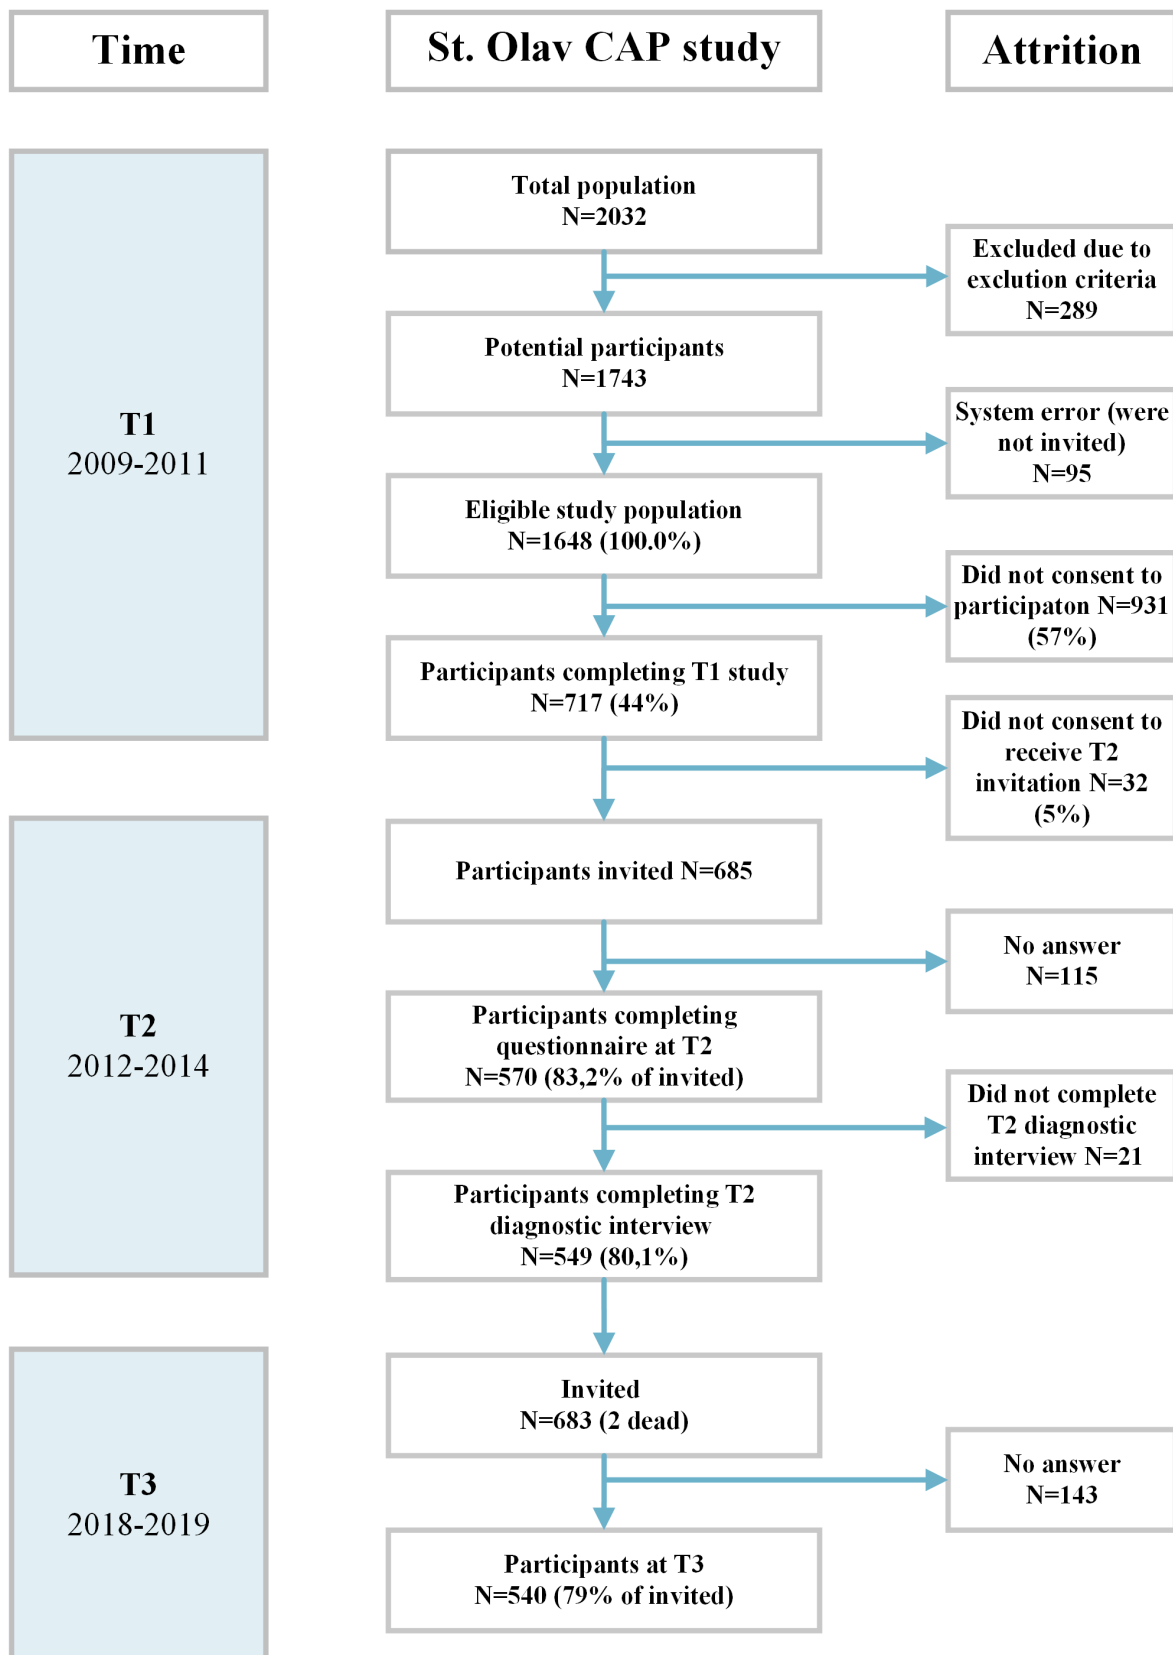 Time
St. Olav CAP study
Attrition
T1
2009-2011
Total population
N=2032
Excluded due to
exclution criteria
N=289
Potential participants
N=1743
System error (were
not invited)
N=95
Eligible study population
N=1648 (100.0%)
Did not consent to
participaton N=931
(57%)
Participants completing T1 study
N=717 (44%)
Did not consent to
receive T2
invitation N=32
(5%)
T2
2012-2014
Participants invited N=685
No answer
N=115
Participants completing
questionnaire at T2
N=570 (83,2% of invited)
Did not complete
T2 diagnostic
interview N=21
Participants completing T2
diagnostic interview
N=549 (80,1%)
T3
2018-2019
Invited
N=683 (2 dead)
No answer
N=143
Participants at T3
N=540 (79% of invited)